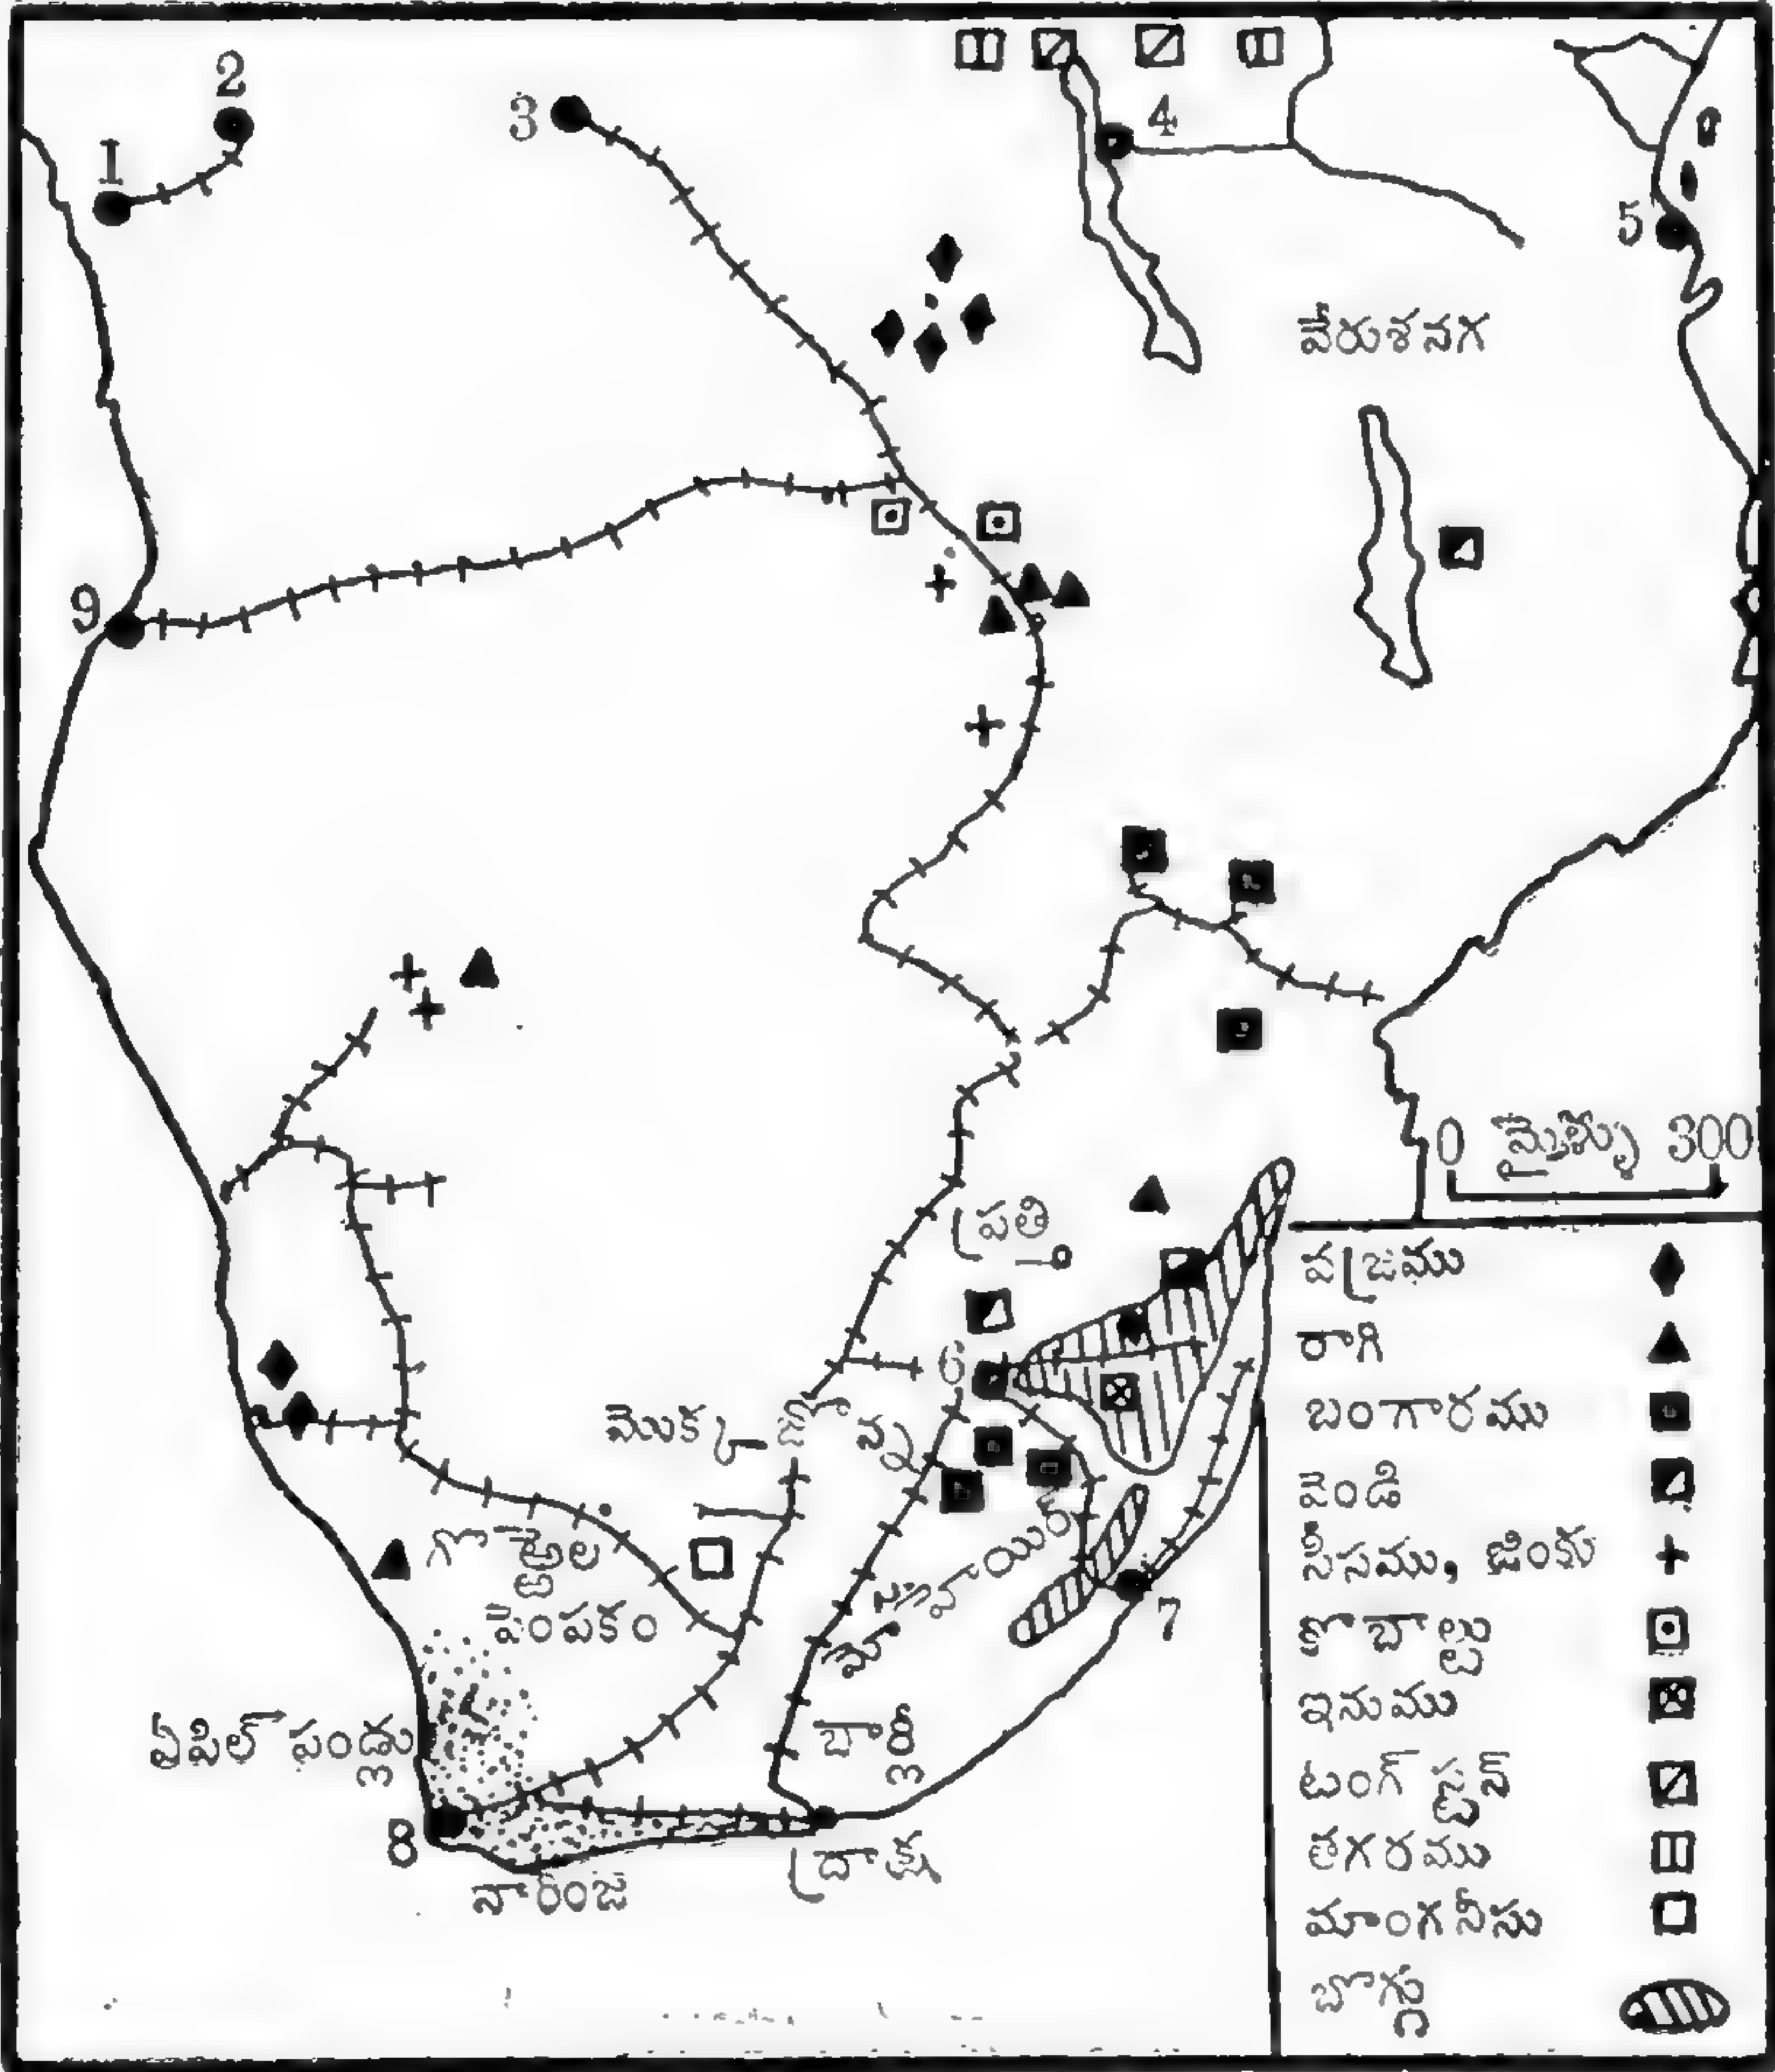 2
3
4
1
5
వేరుశనగ
9
0 మైళ్ళు 300
ప్రత్తి
వజ్రము
రాగి
6
మొక్క జొన్న
బంగారము
వెండి
గొఱ్ఱెల
పెంపకం
సీసము, జింకు
7
కొబాల్టు
ఇనుము
ఏపిల్ పండ్లు
బార్లీ
టంగ్ స్టన్
8
ద్రాక్ష
తగరము
నారింజ
మాంగనీసు
బొగ్గు